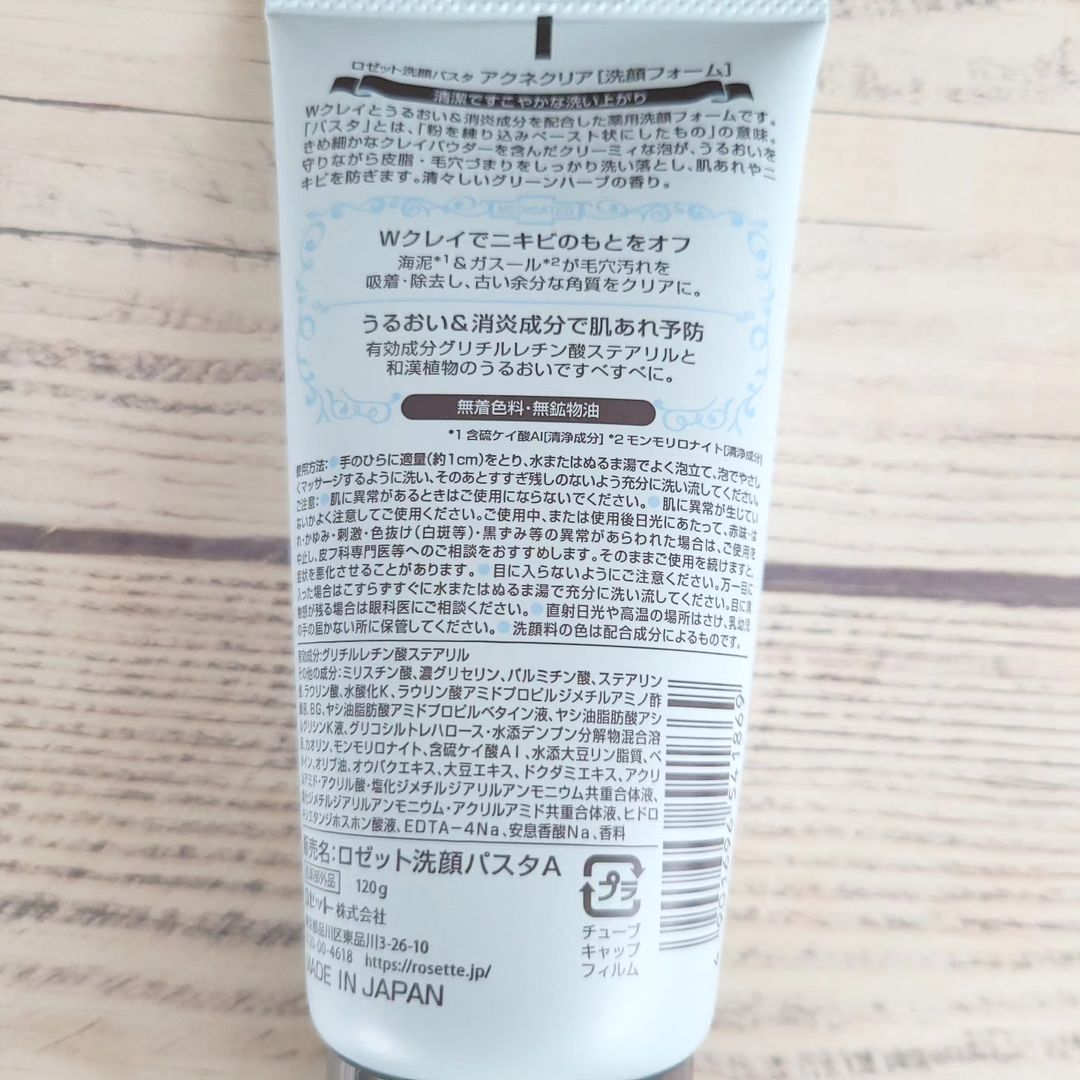 ロゼット洗顔パスタ アクネクリア[洗顔フォーム]
清潔ですこやかな洗い上がり
Wクレイとうるおい&消炎成分を配合した薬用洗顔フォームです。
「パスタ」とは、「粉を練り込みペースト状にしたもの」の意味。
きめ細かなクレイパウダーを含んだクリーミィな泡が、うるおいを
守りながら皮脂・毛穴づまりをしっかり洗い落とし、肌あれやニ
キビを防ぎます。清々しいグリーンハーブの香り。
MEDICATED
Wクレイでニキビのもとをオフ
海泥*1&ガスール*2が毛穴汚れを
吸着・除去し、古い余分な角質をクリアに。
うるおい&消炎成分で肌あれ予防
有効成分グリチルレチン酸ステアリルと
和漢植物のうるおいですべすべに。
無着色料・無鉱物油
*1 含硫ケイ酸Al[清浄成分] *2 モンモリロナイト[清浄成分]
使用方法:●手のひらに適量(約1cm)をとり、水またはぬるま湯でよく泡立て、泡でやさし
くマッサージするように洗い、そのあとすすぎ残しのないよう充分に洗い流してください。
ご注意:●肌に異常があるときはご使用にならないでください。●肌に異常が生じてい
ないかよく注意してご使用ください。ご使用中、または使用後日光にあたって、赤味・は
れ・かゆみ・刺激・色抜け(白斑等)・黒ずみ等の異常があらわれた場合は、ご使用を
中止し、皮フ科専門医等へのご相談をおすすめします。そのままご使用を続けますと、
症状を悪化させることがあります。●目に入らないようにご注意ください。万一目に
入った場合はこすらずすぐに水またはぬるま湯で充分に洗い流してください。目に異
物感が残る場合は眼科医にご相談ください。●直射日光や高温の場所はさけ、乳幼児
の手の届かない所に保管してください。●洗顔料の色は配合成分によるものです。
有効成分:グリチルレチン酸ステアリル
その他の成分:ミリスチン酸、濃グリセリン、パルミチン酸、ステアリン
酸、ラウリン酸、水酸化K、ラウリン酸アミドプロピルジメチルアミノ酢
液、BG、ヤシ油脂肪酸アミドプロピルベタイン液、ヤシ油脂肪酸アシ
ルグリシンK液、グリコシルトレハロース・水添デンプン分解物混合溶
液、カオリン、モンモリロナイト、含硫ケイ酸AI、水添大豆リン脂質、ベ
タイン、オリブ油、オウバクエキス、大豆エキス、ドクダミエキス、アクリ
ルアミド・アクリル酸・塩化ジメチルジアリルアンモニウム共重合体液、
塩化ジメチルジアリルアンモニウム・アクリルアミド共重合体液、ヒドロ
キシエタンジホスホン酸液、EDTA-4Na、安息香酸Na、香料
販売名:ロゼット洗顔パスタA
医薬部外品 120g
ロゼット株式会社
東京都品川区東品川3-26-10
00-4618 https://rosette.jp/
MADE IN JAPAN
プラ
チューブ
キャップ
フィルム